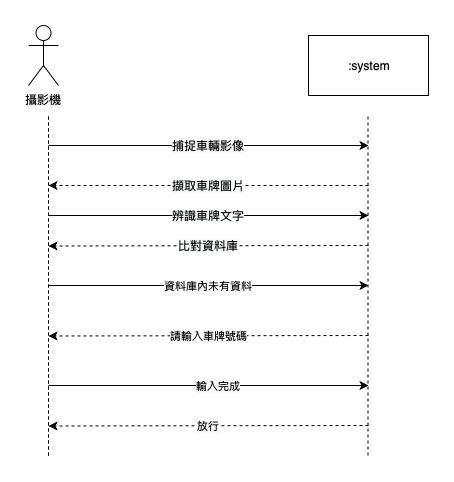 :system
攝影機
捕捉車輛影像
擷取車牌圖片
辨識車牌文字
比對資料庫
資料庫內未有資料
請輸入車牌號碼
輸入完成
放行